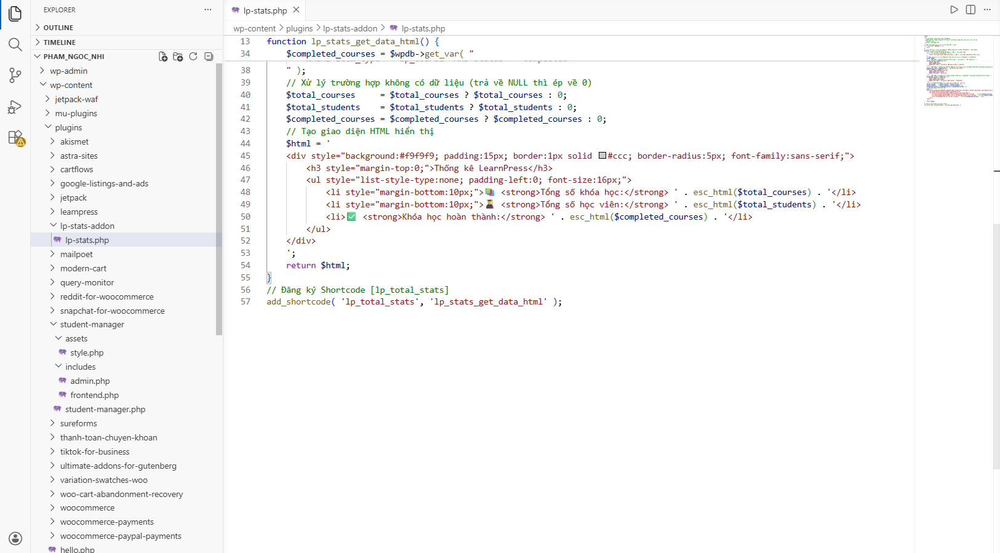 EXPLORER
OUTLINE
TIMELINE
PHAM_NGOC_NHI
wp-admin
wp-content
jetpack-waf
mu-plugins
plugins
akismet
astra-sites
cartflows
google-listings-and-ads
jetpack
learnpress
lp-stats-addon
lp-stats.php
mailpoet
modern-cart
query-monitor
reddit-for-woocommerce
snapchat-for-woocommerce
student-manager
assets
style.php
includes
admin.php
frontend.php
student-manager.php
sureforms
thanh-toan-chuyen-khoan
tiktok-for-business
ultimate-addons-for-gutenberg
variation-swatches-woo
woo-cart-abandonment-recovery
woocommerce
woocommerce-payments
woocommerce-paypal-payments
hello.php
lp-stats.php
wp-content > plugins > lp-stats-addon > lp-stats.php
13 function lp_stats_get_data_html() {
34 $completed_courses = $wpdb->get_var( "
38 " );
39 // Xử lý trường hợp không có dữ liệu (trả về NULL thì ép về 0)
40 $total_courses     = $total_courses ? $total_courses : 0;
41 $total_students    = $total_students ? $total_students : 0;
42 $completed_courses = $completed_courses ? $completed_courses : 0;
43 // Tạo giao diện HTML hiển thị
44 $html = '
45 <div style="background:#f9f9f9; padding:15px; border:1px solid #ccc; border-radius:5px; font-family:sans-serif;">
46 <h3 style="margin-top:0;">Thống kê LearnPress</h3>
47 <ul style="list-style-type:none; padding-left:0; font-size:16px;">
48 <li style="margin-bottom:10px;">📚 <strong>Tổng số khóa học:</strong> ' . esc_html($total_courses) . '</li>
49 <li style="margin-bottom:10px;">👨‍🎓 <strong>Tổng số học viên:</strong> ' . esc_html($total_students) . '</li>
50 <li>✅ <strong>Khóa học hoàn thành:</strong> ' . esc_html($completed_courses) . '</li>
51 </ul>
52 </div>
53 ';
54 return $html;
55 }
56 // Đăng ký Shortcode [lp_total_stats]
57 add_shortcode( 'lp_total_stats', 'lp_stats_get_data_html' );